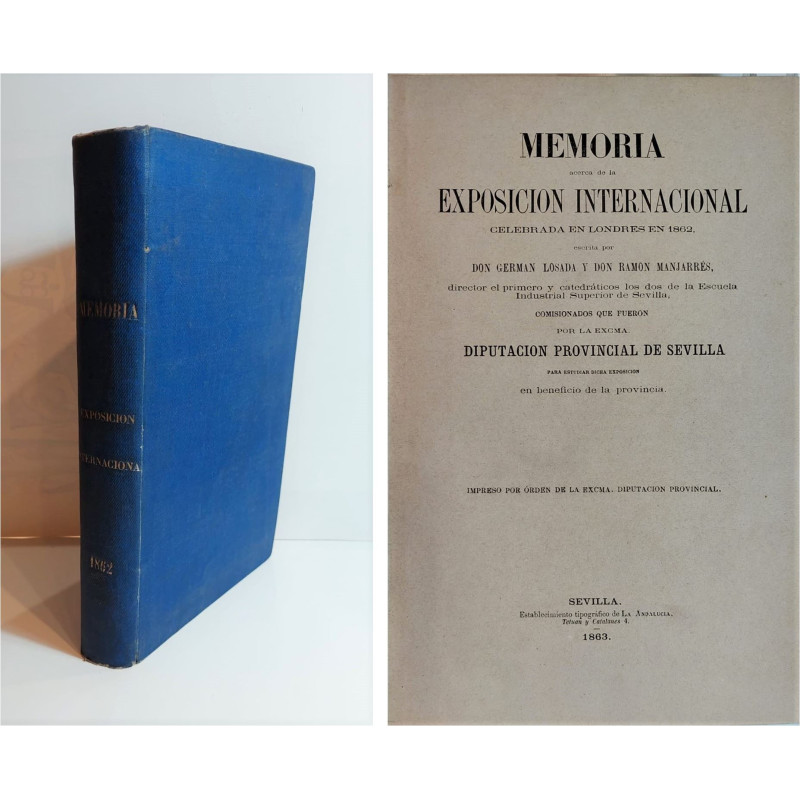 MEMORIA
EXPOSICION
INTERNACIONA
1862
MEMORIA
acerca de la
EXPOSICION INTERNACIONAL
CELEBRADA EN LONDRES EN 1862,
escrita por
DON GERMAN LOSADA Y DON RAMON MANJARRÉS,
director el primero y catedráticos los dos de la Escuela
Industrial Superior de Sevilla,
COMISIONADOS QUE FUERON
POR LA EXCMA.
DIPUTACION PROVINCIAL DE SEVILLA
PARA ESTUDIAR DICHA EXPOSICION
en beneficio de la provincia.
IMPRESO POR ÓRDEN DE LA EXCMA. DIPUTACION PROVINCIAL.
SEVILLA.
Establecimiento tipográfico de LA ANDALUCIA,
Tetuan y Catalanes 4.
1863.